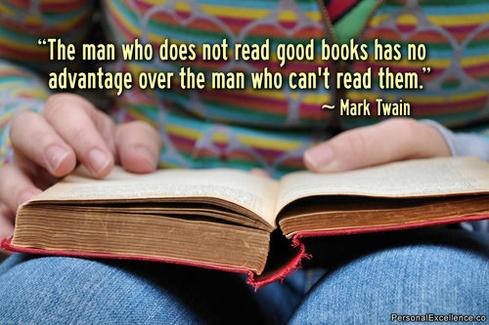 “The man who does not read good books has no
advantage over the man who can't read them.”
~ Mark Twain
PersonalExcellence.co